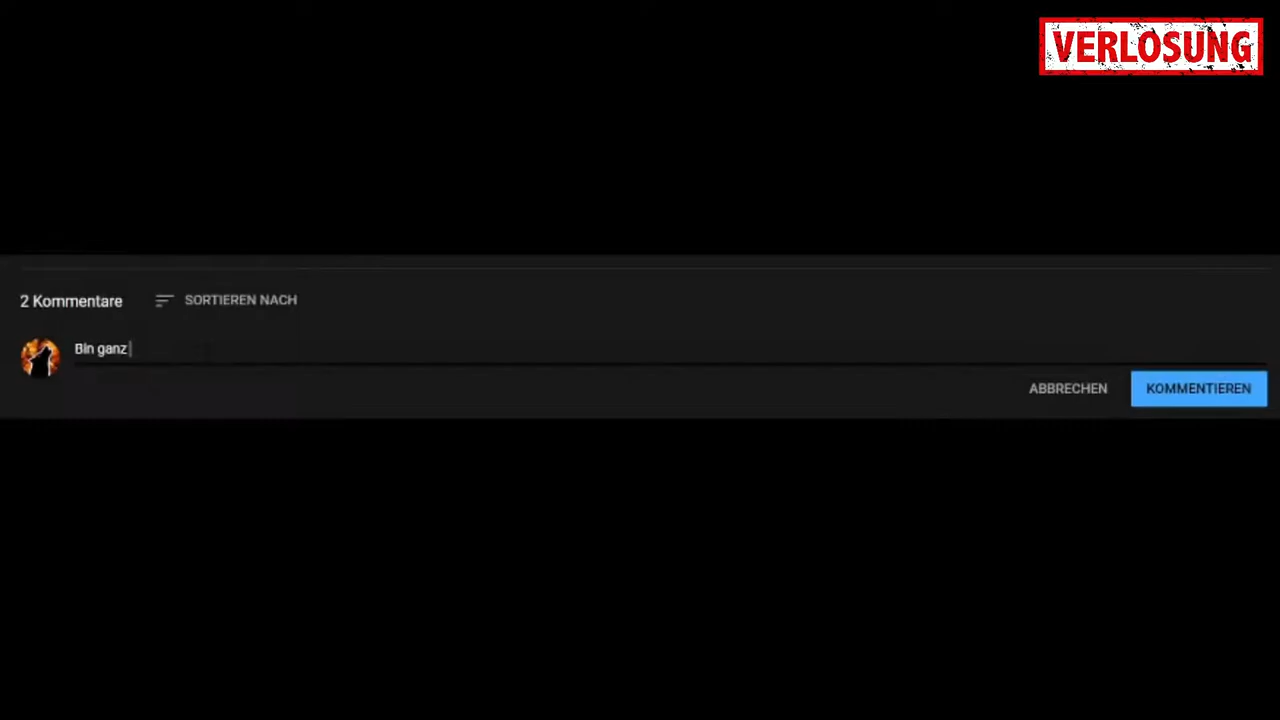 VERLOSUNG
2 Kommentare SORTIEREN NACH
Bin ganz
ABBRECHEN KOMMENTIEREN